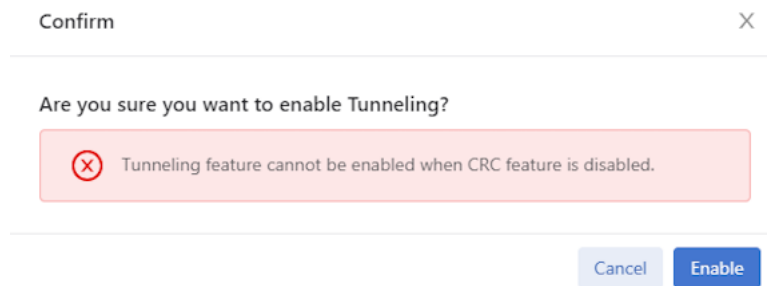 Confirm
Are you sure you want to enable Tunneling?
Tunneling feature cannot be enabled when CRC feature is disabled.
Cancel Enable